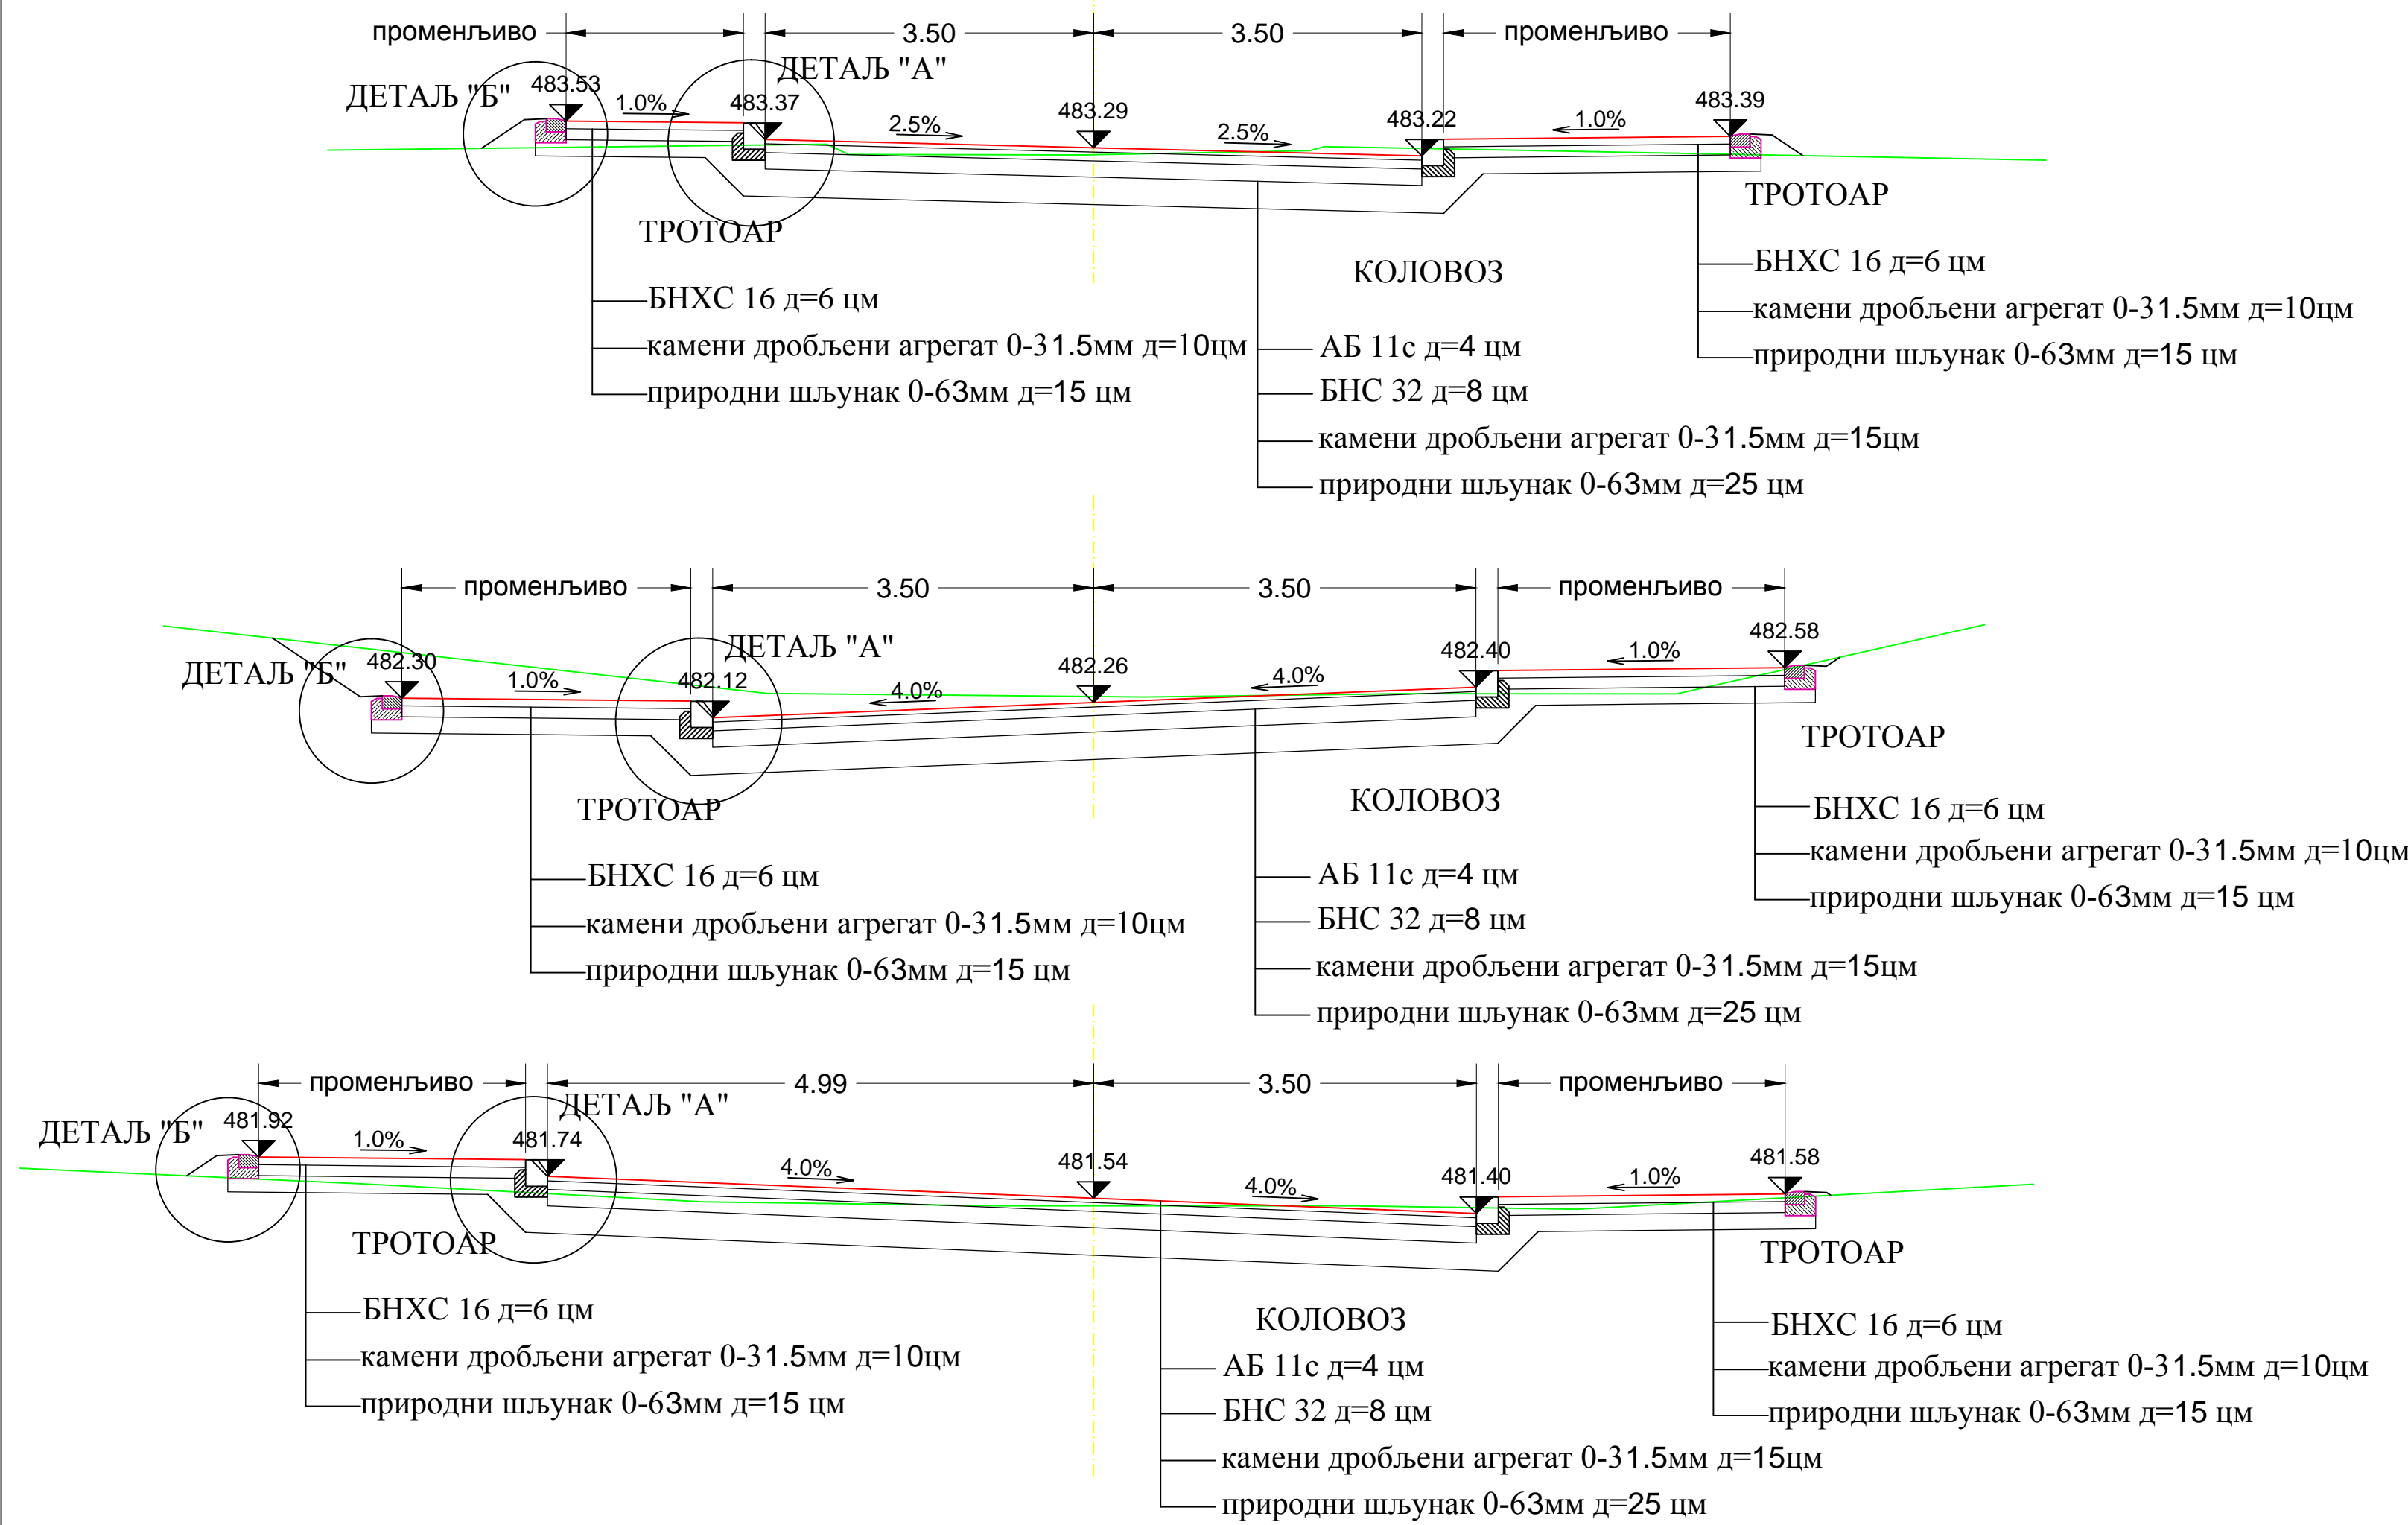 променљиво 3.50 3.50 променљиво
ДЕТАЉ "Б" 483.53 ДЕТАЉ "А"
1.0% 483.37 483.29 483.22 1.0% 483.39
2.5% 2.5%
ТРОТОАР
БНХС 16 д=6 цм
камени дробљени агрегат 0-31.5мм д=10цм
природни шљунак 0-63мм д=15 цм
КОЛОВОЗ
АБ 11с д=4 цм
БНС 32 д=8 цм
камени дробљени агрегат 0-31.5мм д=15цм
природни шљунак 0-63мм д=25 цм
ТРОТОАР
БНХС 16 д=6 цм
камени дробљени агрегат 0-31.5мм д=10цм
природни шљунак 0-63мм д=15 цм
променљиво 3.50 3.50 променљиво
ДЕТАЉ "Б" 482.30 ДЕТАЉ "А"
1.0% 482.12 482.26 482.40 1.0% 482.58
4.0% 4.0%
ТРОТОАР
БНХС 16 д=6 цм
камени дробљени агрегат 0-31.5мм д=10цм
природни шљунак 0-63мм д=15 цм
КОЛОВОЗ
АБ 11с д=4 цм
БНС 32 д=8 цм
камени дробљени агрегат 0-31.5мм д=15цм
природни шљунак 0-63мм д=25 цм
ТРОТОАР
БНХС 16 д=6 цм
камени дробљени агрегат 0-31.5мм д=10цм
природни шљунак 0-63мм д=15 цм
променљиво 4.99 3.50 променљиво
ДЕТАЉ "Б" 481.92 ДЕТАЉ "А"
1.0% 481.74 481.54 481.40 1.0% 481.58
4.0% 4.0%
ТРОТОАР
БНХС 16 д=6 цм
камени дробљени агрегат 0-31.5мм д=10цм
природни шљунак 0-63мм д=15 цм
КОЛОВОЗ
АБ 11с д=4 цм
БНС 32 д=8 цм
камени дробљени агрегат 0-31.5мм д=15цм
природни шљунак 0-63мм д=25 цм
ТРОТОАР
БНХС 16 д=6 цм
камени дробљени агрегат 0-31.5мм д=10цм
природни шљунак 0-63мм д=15 цм